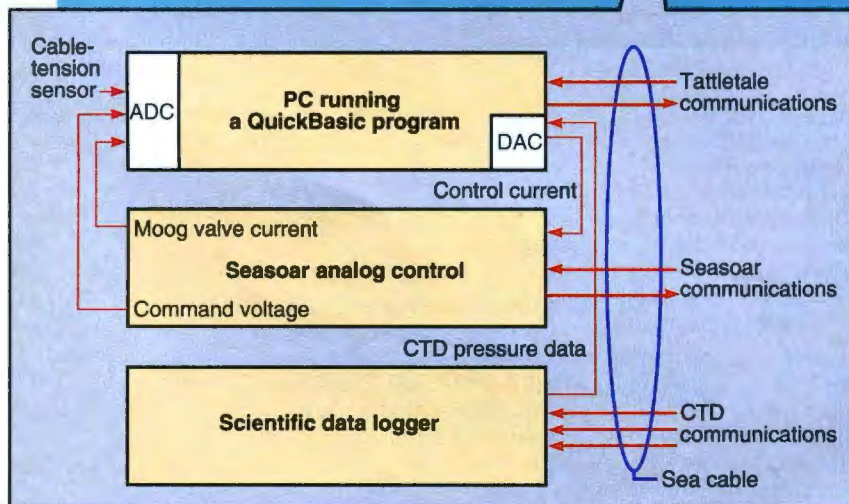 Cable-
tension
sensor
ADC
PC running
a QuickBasic program
DAC
Tattletale
communications
Control current
Moog valve current
Seasoar analog control
Command voltage
Seasoar
communications
CTD pressure data
Scientific data logger
CTD
communications
Sea cable